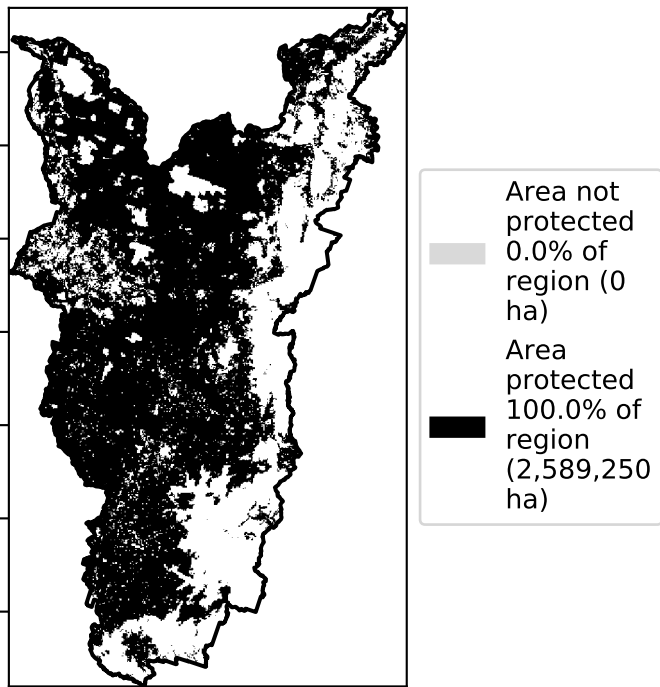 Area not
protected
0.0% of
region (0
ha)
Area
protected
100.0% of
region
(2,589,250
ha)